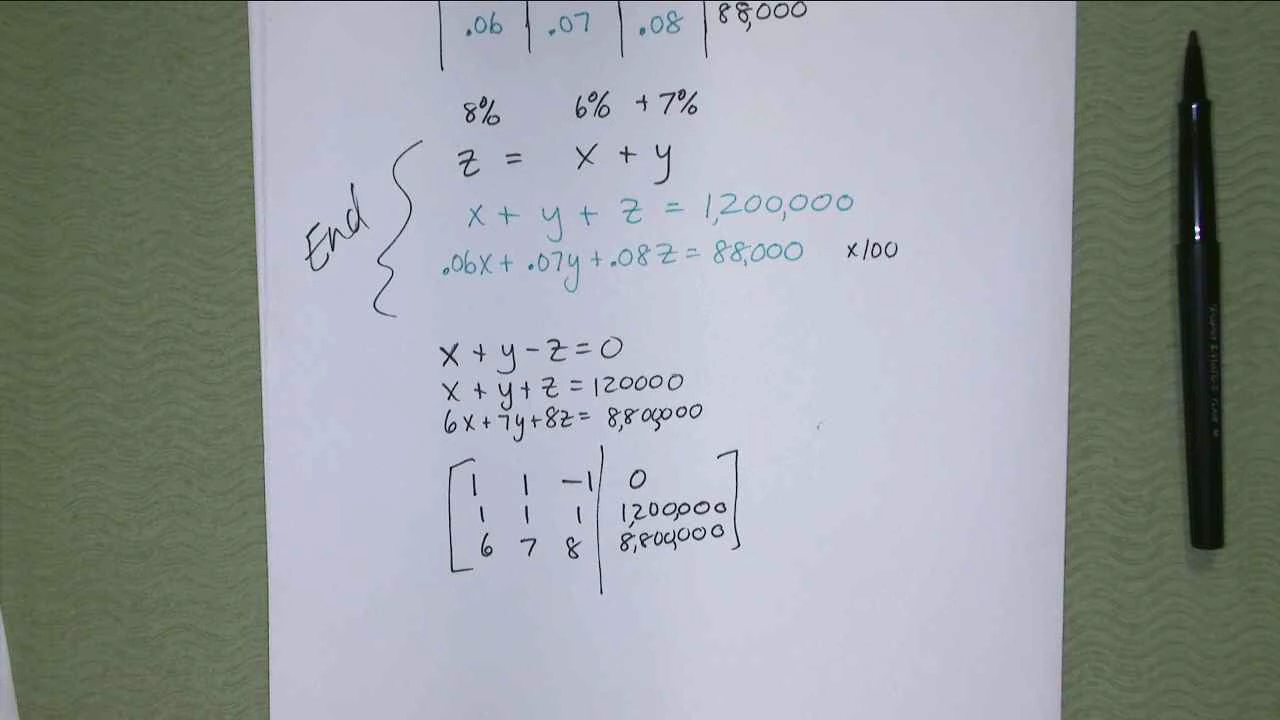 .06 .07 .08 88,000
8% 6% + 7%
End
z = x + y
x + y + z = 1,200,000
.06x + .07y + .08z = 88,000 x100
x + y - z = 0
x + y + z = 120000
6x + 7y + 8z = 8,800,000
1 1 -1 0
1 1 1 1,200,000
6 7 8 8,800,000